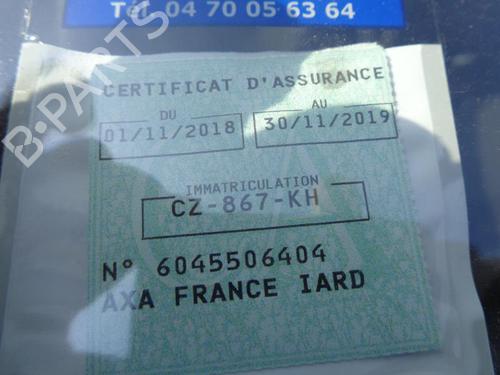 Tél. 04 70 05 63 64
CERTIFICAT D'ASSURANCE
DU
AU
01/11/2018
30/11/2019
IMMATRICULATION
CZ-867-KH
N° 6045506404
AXA FRANCE IARD
B-PARTS